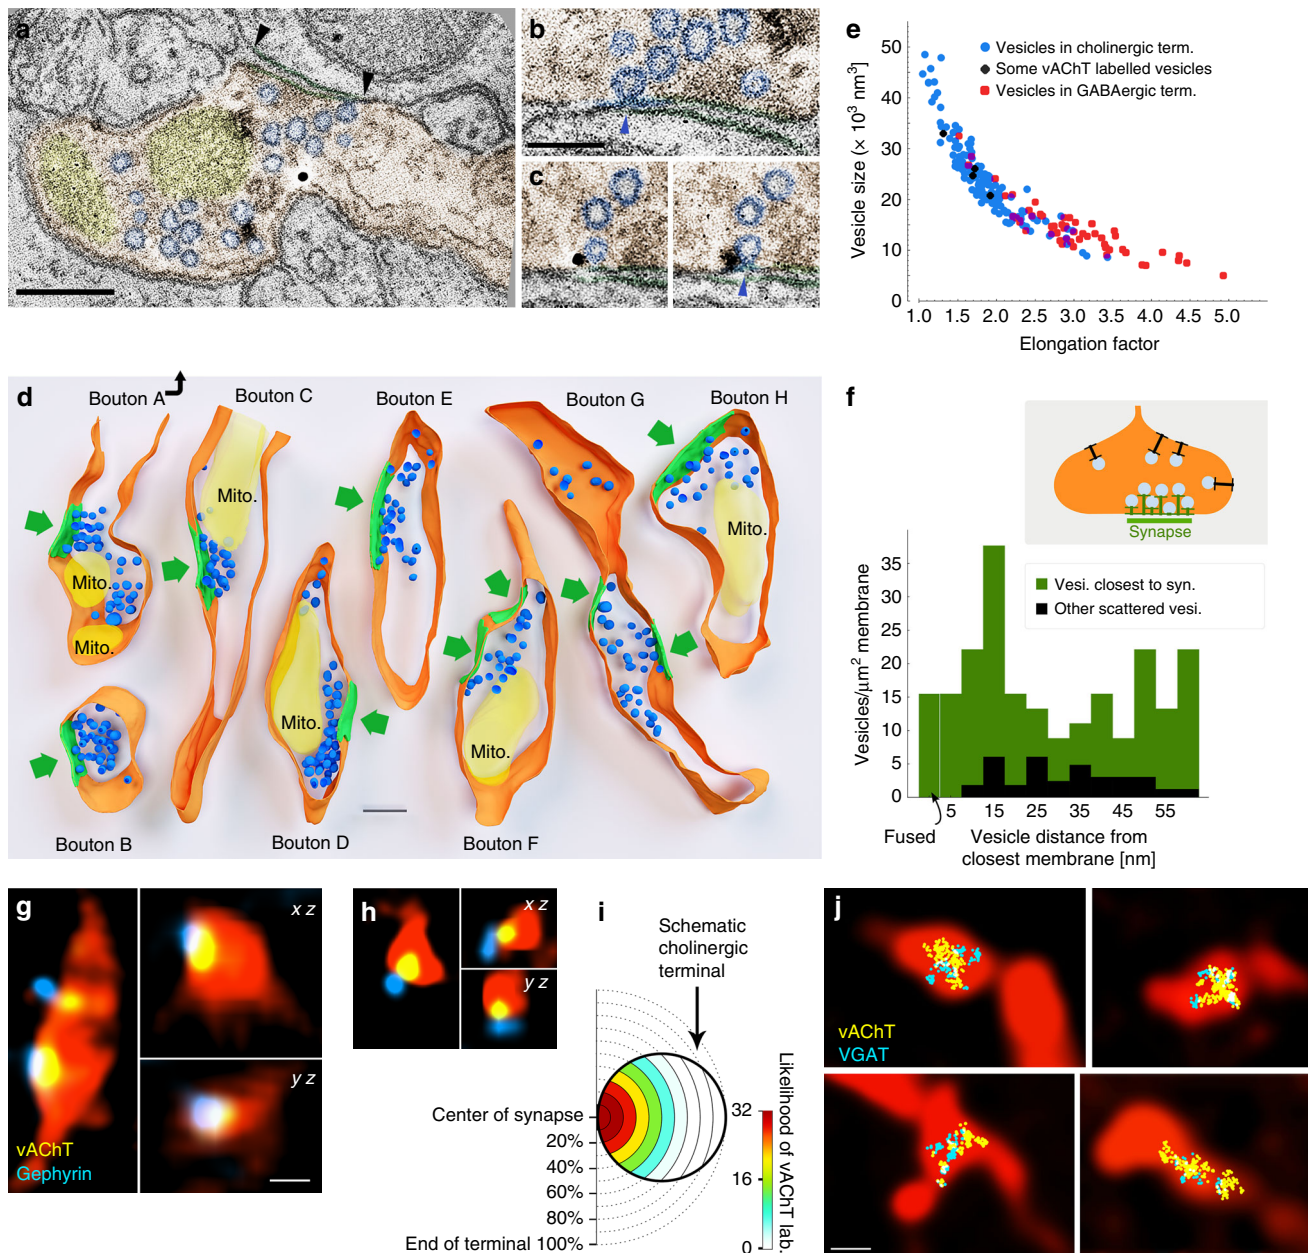 a
b
c
e
50
40
30
20
10
0
Vesicle size (× 10³ nm³)
Vesicles in cholinergic term.
Some vAChT labelled vesicles
Vesicles in GABAergic term.
1.0 1.5 2.0 2.5 3.0 3.5 4.0 4.5 5.0
Elongation factor
d
Bouton A
Bouton C
Bouton E
Bouton G
Bouton H
Mito.
Mito.
Mito.
Mito.
Mito.
Mito.
Bouton B
Bouton D
Bouton F
f
Synapse
Vesi. closest to syn.
Other scattered vesi.
35
30
25
20
15
10
5
0
Vesicles/μm² membrane
5 15 25 35 45 55
Fused
Vesicle distance from
closest membrane [nm]
g
x z
y z
vAChT
Gephyrin
h
x z
y z
i
Schematic
cholinergic
terminal
Center of synapse
20%
40%
60%
80%
End of terminal 100%
32
16
0
Likelihood of vAChT lab.
j
vAChT
VGAT